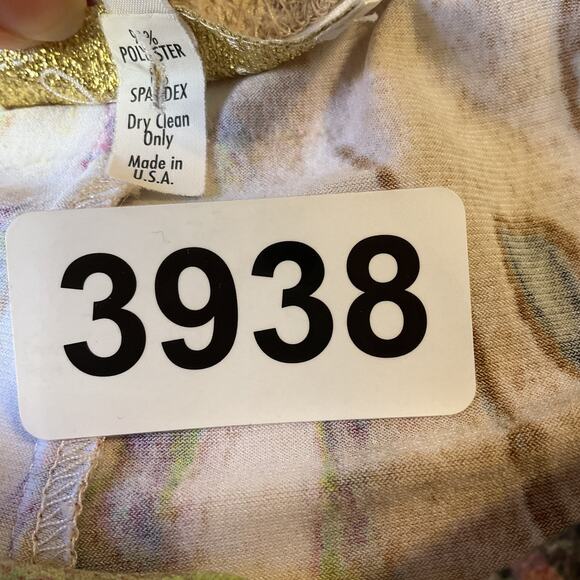 POLYESTER
SPANDEX
Dry Clean
Only
Made in
U.S.A.
3938